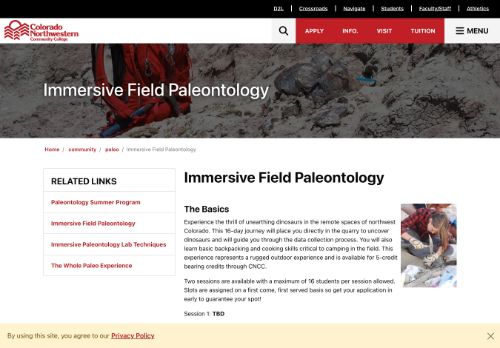 D2L | Crossroads | Navigate | Students | Faculty/Staff | Athletics
Colorado
Northwestern
Community College
APPLY INFO. VISIT TUITION MENU
Immersive Field Paleontology
Home / community / paleo / Immersive Field Paleontology
RELATED LINKS
Paleontology Summer Program
Immersive Field Paleontology
Immersive Paleontology Lab Techniques
The Whole Paleo Experience
Immersive Field Paleontology
The Basics
Experience the thrill of unearthing dinosaurs in the remote spaces of northwest
Colorado. This 16-day journey will place you directly in the quarry to uncover
dinosaurs and will guide you through the data collection process. You will also
learn basic backpacking and cooking skills critical to camping in the field. This
experience represents a rugged outdoor experience and is available for 5-credit
bearing credits through CNCC.
Two sessions are available with a maximum of 16 students per session allowed.
Slots are assigned on a first come, first served basis so get your application in
early to guarantee your spot!
Session 1: TBD
By using this site, you agree to our Privacy Policy